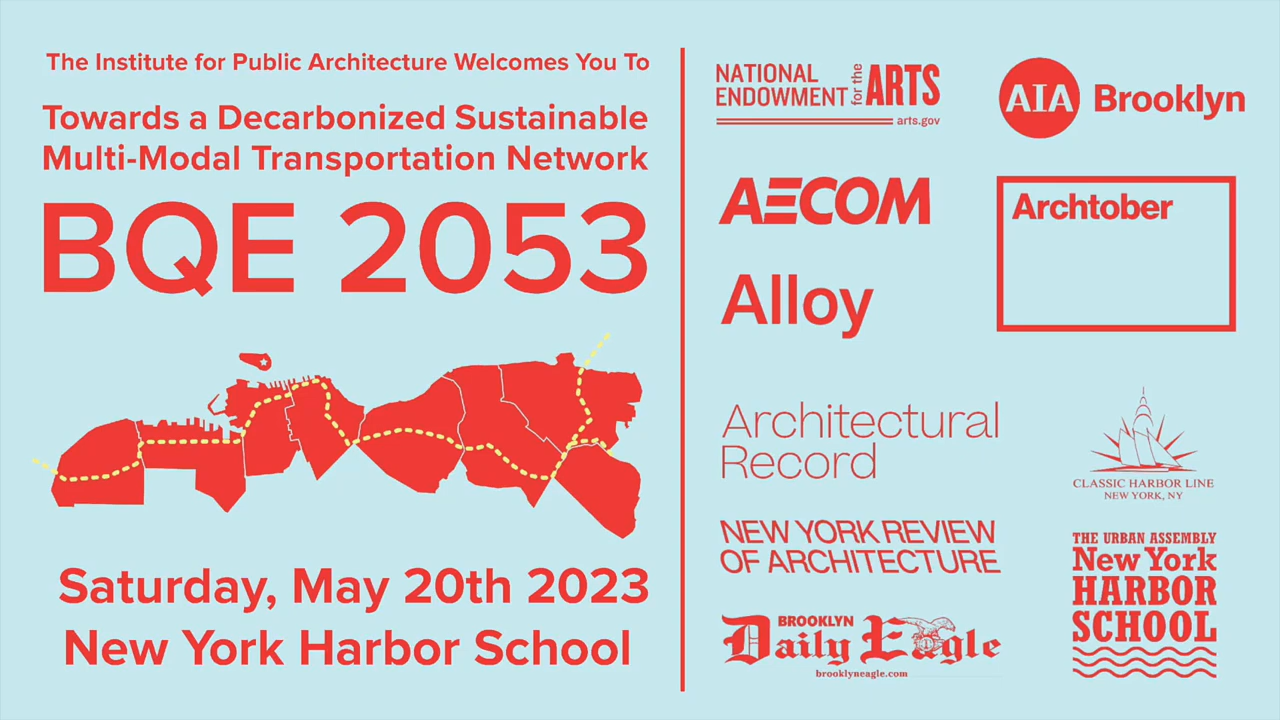 The Institute for Public Architecture Welcomes You To
Towards a Decarbonized Sustainable
Multi-Modal Transportation Network
BQE 2053
Saturday, May 20th 2023
New York Harbor School
NATIONAL
ENDOWMENT for the ARTS
arts.gov
AIA Brooklyn
AECOM
Archtober
Alloy
Architectural
Record
CLASSIC HARBOR LINE
NEW YORK, NY
NEW YORK REVIEW
OF ARCHITECTURE
THE URBAN ASSEMBLY
New York
HARBOR
SCHOOL
BROOKLYN
Daily Eagle
brooklyneagle.com